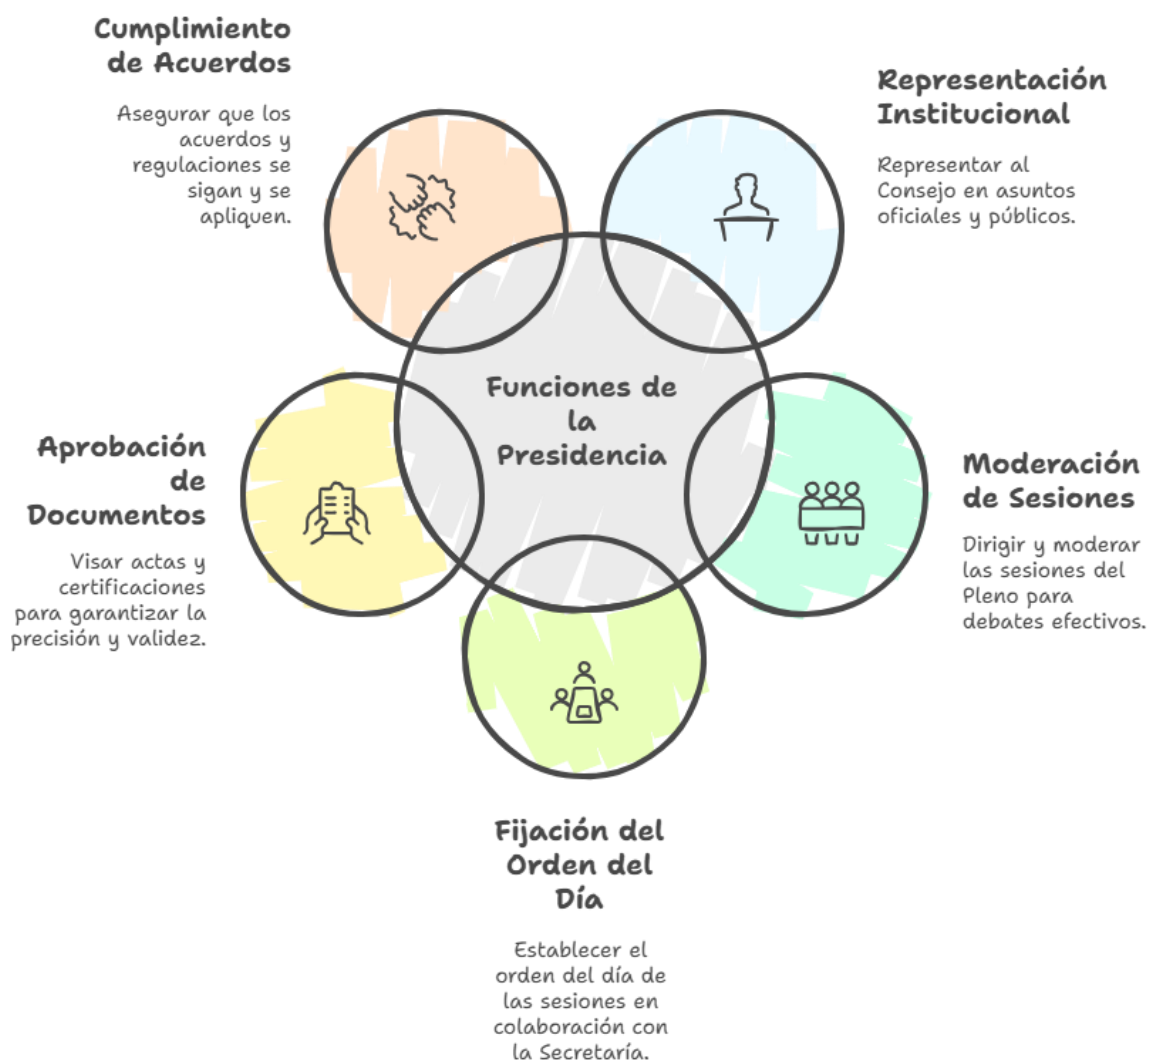 Cumplimiento
de Acuerdos
Asegurar que los
acuerdos y
regulaciones se
sigan y se
apliquen.
Representación
Institucional
Representar al
Consejo en asuntos
oficiales y públicos.
Funciones de
la
Presidencia
Aprobación
de
Documentos
Visar actas y
certificaciones
para garantizar la
precisión y validez.
Moderación
de Sesiones
Dirigir y moderar
las sesiones del
Pleno para
debates efectivos.
Fijación del
Orden del
Día
Establecer el
orden del día de
las sesiones en
colaboración con
la Secretaría.